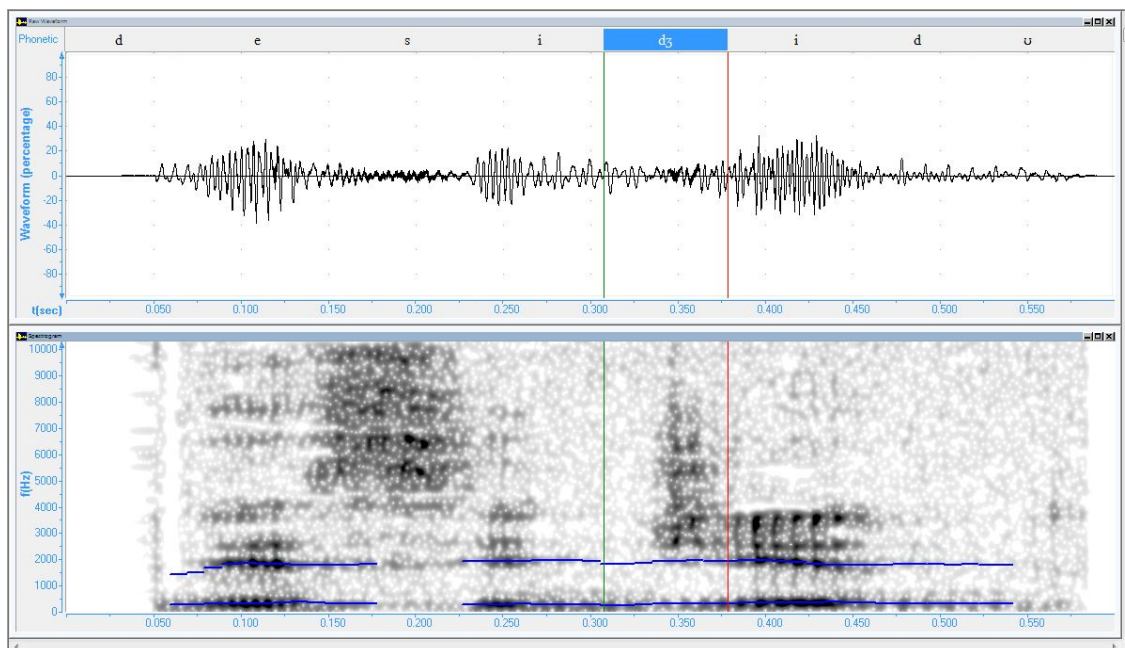 Raw Waveform
Phonetic d e s i dʒ i d ʊ
Waveform (percentage)
80
60
40
20
0
-20
-40
-60
-80
t(sec) 0.050 0.100 0.150 0.200 0.250 0.300 0.350 0.400 0.450 0.500 0.550
Spectrogram
f(Hz)
10000
9000
8000
7000
6000
5000
4000
3000
2000
1000
0
0.050 0.100 0.150 0.200 0.250 0.300 0.350 0.400 0.450 0.500 0.550